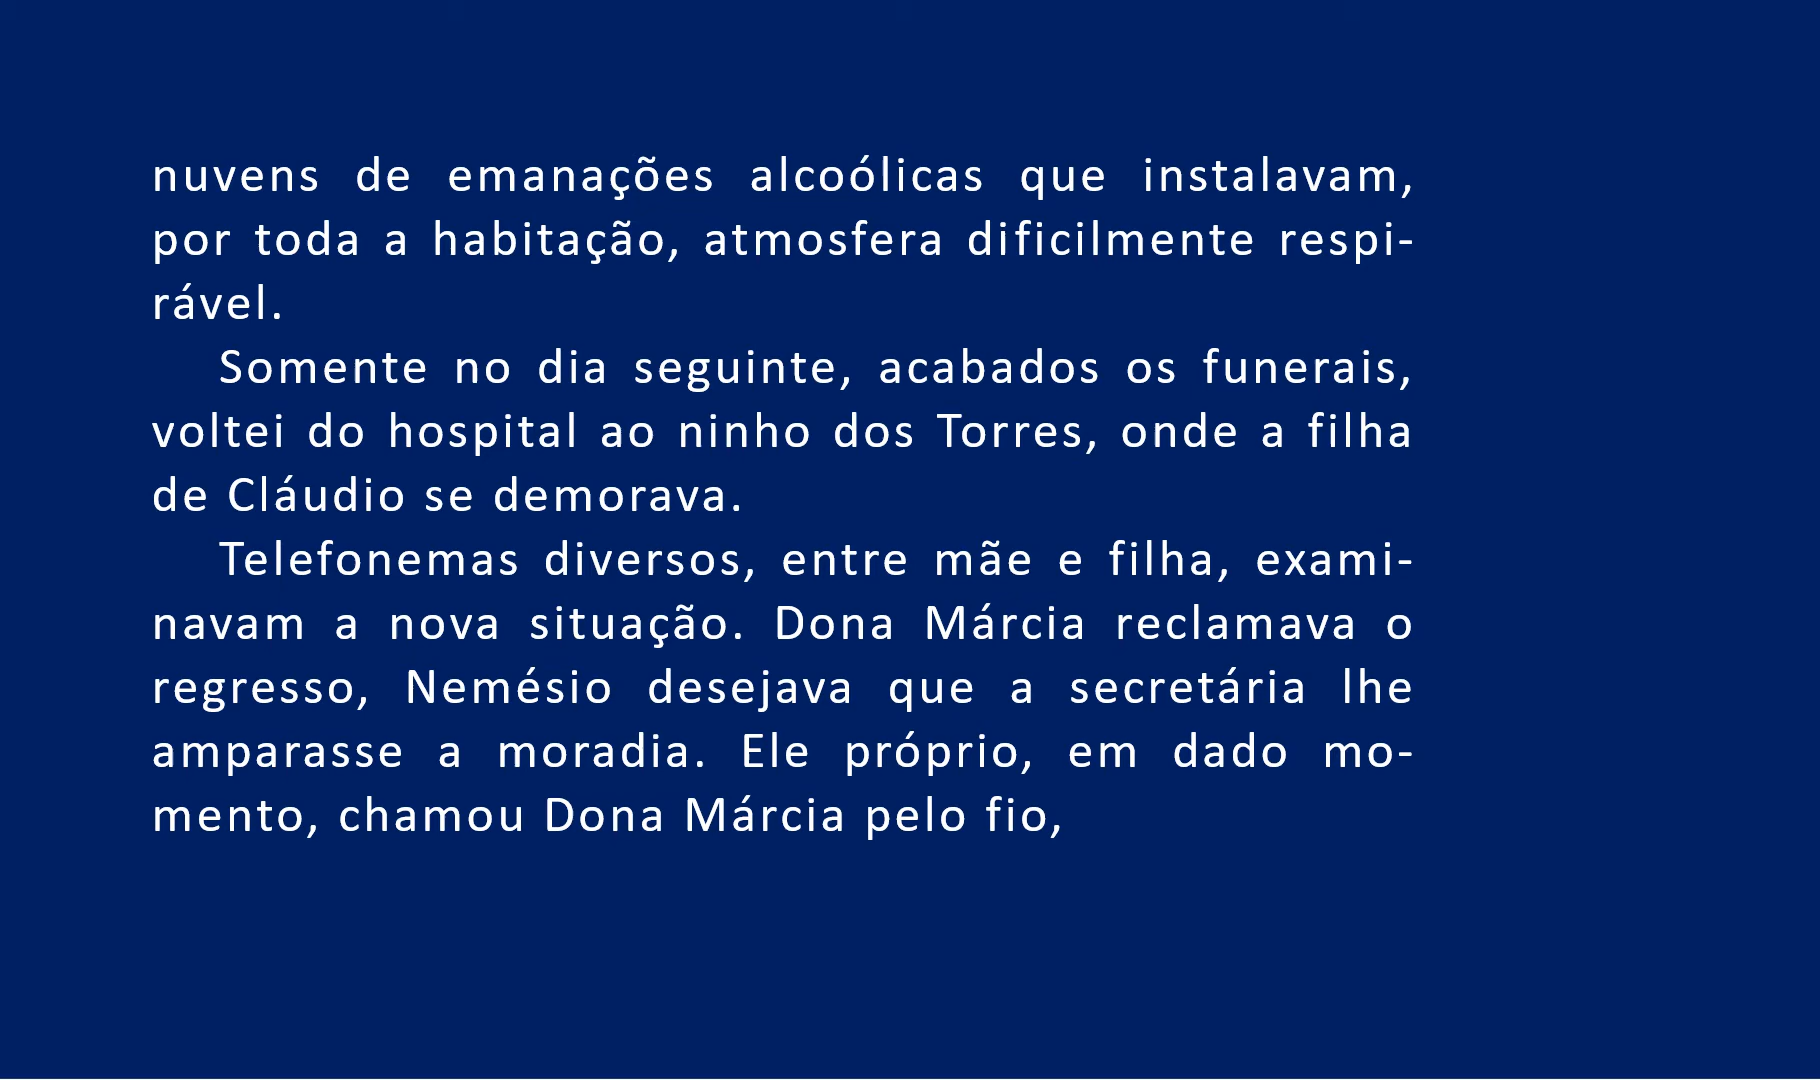 nuvens de emanações alcoólicas que instalavam,
por toda a habitação, atmosfera dificilmente respi-
rável.
Somente no dia seguinte, acabados os funerais,
voltei do hospital ao ninho dos Torres, onde a filha
de Cláudio se demorava.
Telefonemas diversos, entre mãe e filha, exami-
navam a nova situação. Dona Márcia reclamava o
regresso, Nemésio desejava que a secretária lhe
amparasse a moradia. Ele próprio, em dado mo-
mento, chamou Dona Márcia pelo fio,